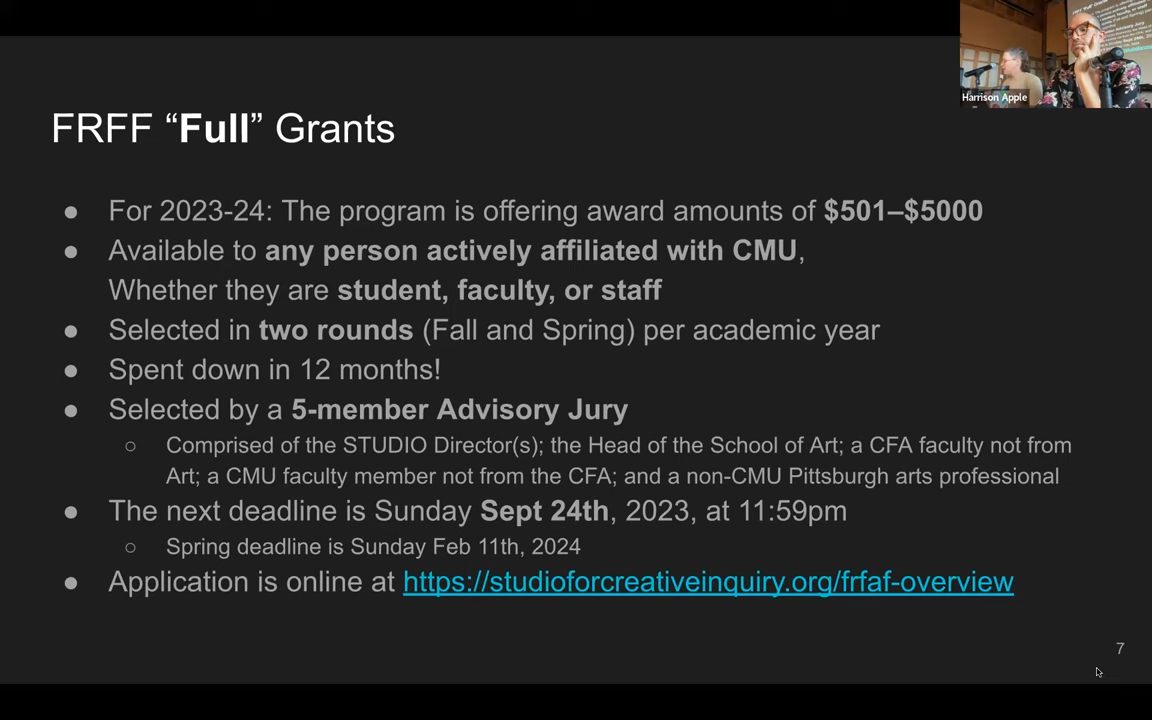 Harrison Apple
FRFF “Full” Grants
● For 2023-24: The program is offering award amounts of $501–$5000
● Available to any person actively affiliated with CMU,
Whether they are student, faculty, or staff
● Selected in two rounds (Fall and Spring) per academic year
● Spent down in 12 months!
● Selected by a 5-member Advisory Jury
○ Comprised of the STUDIO Director(s); the Head of the School of Art; a CFA faculty not from
Art; a CMU faculty member not from the CFA; and a non-CMU Pittsburgh arts professional
● The next deadline is Sunday Sept 24th, 2023, at 11:59pm
○ Spring deadline is Sunday Feb 11th, 2024
● Application is online at https://studioforcreativeinquiry.org/frfaf-overview
7